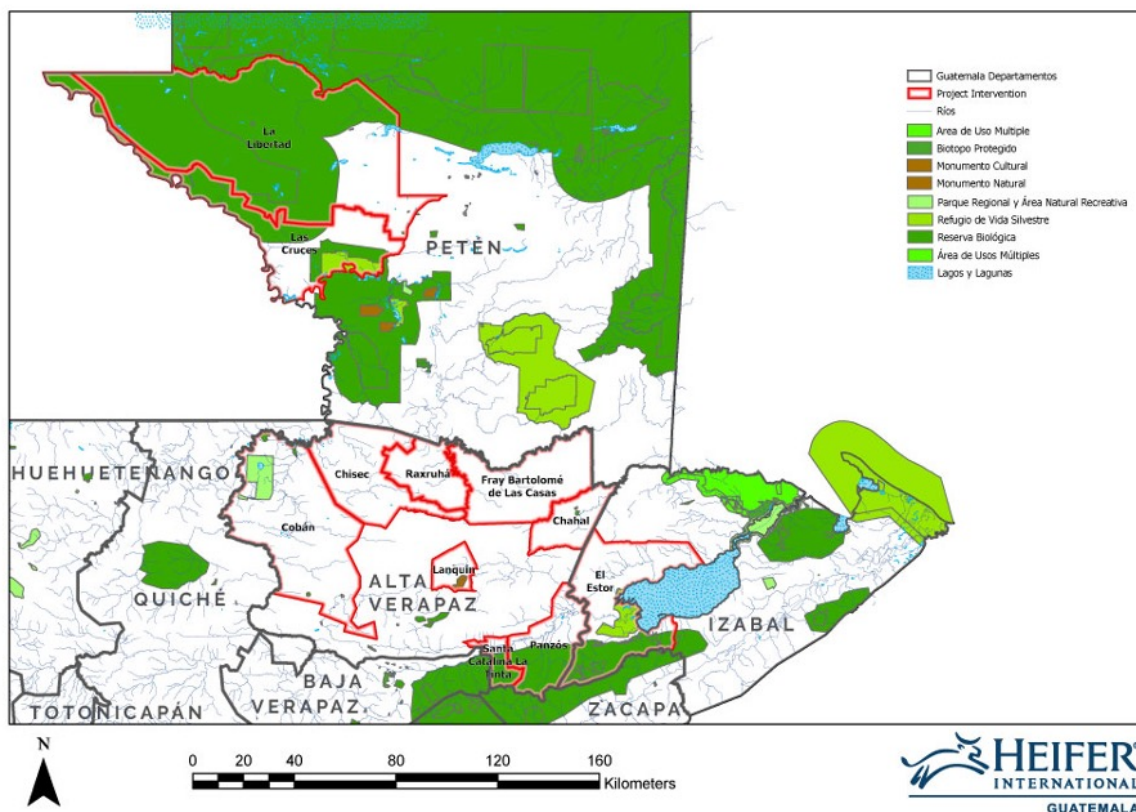 Guatemala Departamentos
Project Intervention
Ríos
Area de Uso Multiple
Biotopo Protegido
Monumento Cultural
Monumento Natural
Parque Regional y Área Natural Recreativa
Refugio de Vida Silvestre
Reserva Biológica
Área de Usos Múltiples
Lagos y Lagunas
La
Libertad
Las
Cruces
PETÉN
HUEHUETENANGO
Chisec
Raxruhá
Fray Bartolomé
de Las Casas
Cobán
Chahal
Lanquin
ALTA
VERAPAZ
El
Estor
QUICHÉ
IZABAL
Santa
Catalina La
Tinta
Panzós
BAJA
VERAPAZ
TOTONICAPÁN
ZACAPA
N
0 10 20 40 80 120 160
Kilometers
HEIFER®
INTERNATIONAL
GUATEMALA